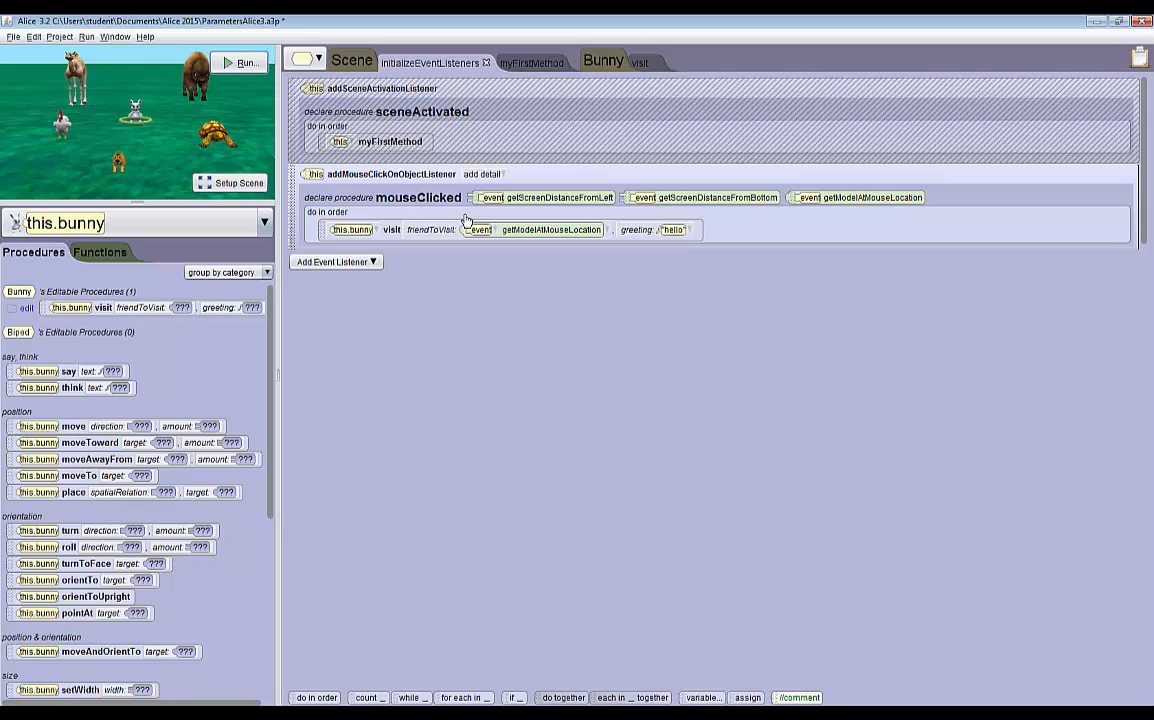 Alice 3.2 C:\Users\student\Documents\Alice 2015\ParametersAlice3.a3p *
File Edit Project Run Window Help
Run...
Setup Scene
this.bunny
Procedures Functions
group by category
Bunny 's Editable Procedures (1)
edit this.bunny visit friendToVisit: ??? , greeting: ???
Biped 's Editable Procedures (0)
say, think
this.bunny say text: ???
this.bunny think text: ???
position
this.bunny move direction: ??? , amount: ???
this.bunny moveToward target: ??? , amount: ???
this.bunny moveAwayFrom target: ??? , amount: ???
this.bunny moveTo target: ???
this.bunny place spatialRelation: ??? , target: ???
orientation
this.bunny turn direction: ??? , amount: ???
this.bunny roll direction: ??? , amount: ???
this.bunny turnToFace target: ???
this.bunny orientTo target: ???
this.bunny orientToUpright
this.bunny pointAt target: ???
position & orientation
this.bunny moveAndOrientTo target: ???
size
this.bunny setWidth width: ???
Scene initializeEventListeners myFirstMethod Bunny visit
this addSceneActivationListener
declare procedure sceneActivated
do in order
this myFirstMethod
this addMouseClickOnObjectListener add detail
declare procedure mouseClicked event getScreenDistanceFromLeft event getScreenDistanceFromBottom event getModelAtMouseLocation
do in order
this.bunny visit friendToVisit: event getModelAtMouseLocation , greeting: "hello"
Add Event Listener
do in order count _ while _ for each in _ if _ do together each in _ together variable... assign //comment